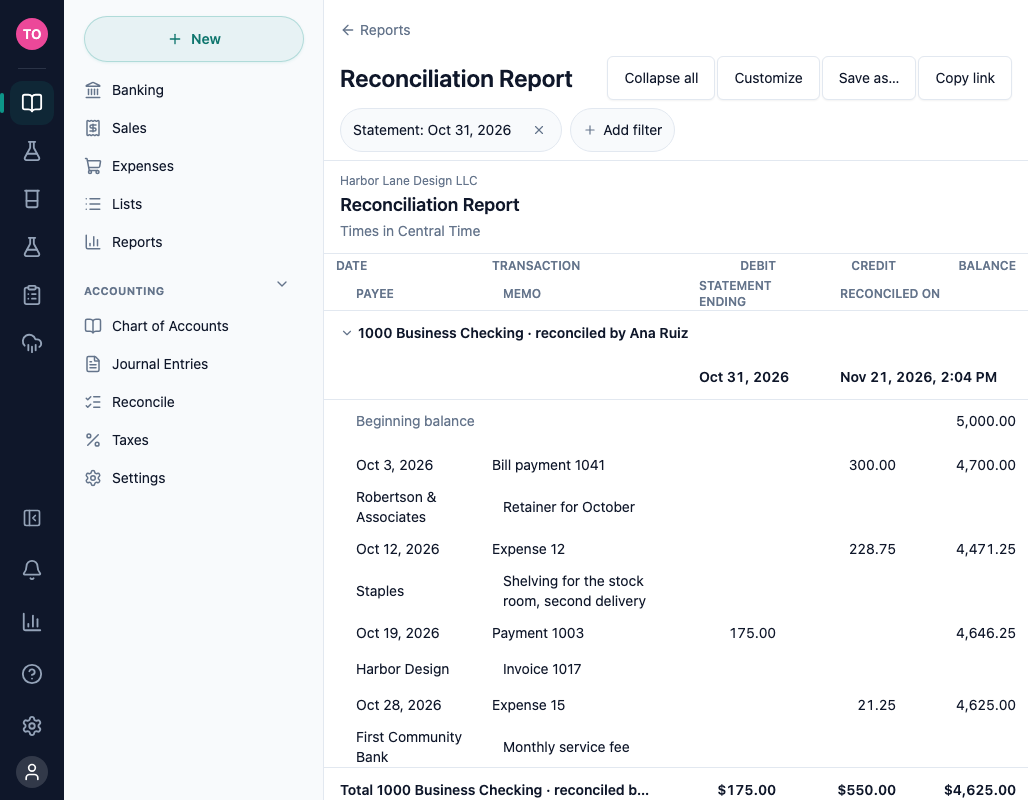 TO
New
Banking
Sales
Expenses
Lists
Reports
ACCOUNTING
Chart of Accounts
Journal Entries
Reconcile
Taxes
Settings
Reports
Reconciliation Report
Collapse all
Customize
Save as...
Copy link
Statement: Oct 31, 2026
Add filter
Harbor Lane Design LLC
Reconciliation Report
Times in Central Time
DATE TRANSACTION DEBIT CREDIT BALANCE
PAYEE MEMO STATEMENT ENDING RECONCILED ON
1000 Business Checking · reconciled by Ana Ruiz
Oct 31, 2026 Nov 21, 2026, 2:04 PM
Beginning balance 5,000.00
Oct 3, 2026 Bill payment 1041 300.00 4,700.00
Robertson & Associates Retainer for October
Oct 12, 2026 Expense 12 228.75 4,471.25
Staples Shelving for the stock room, second delivery
Oct 19, 2026 Payment 1003 175.00 4,646.25
Harbor Design Invoice 1017
Oct 28, 2026 Expense 15 21.25 4,625.00
First Community Bank Monthly service fee
Total 1000 Business Checking · reconciled b... $175.00 $550.00 $4,625.00